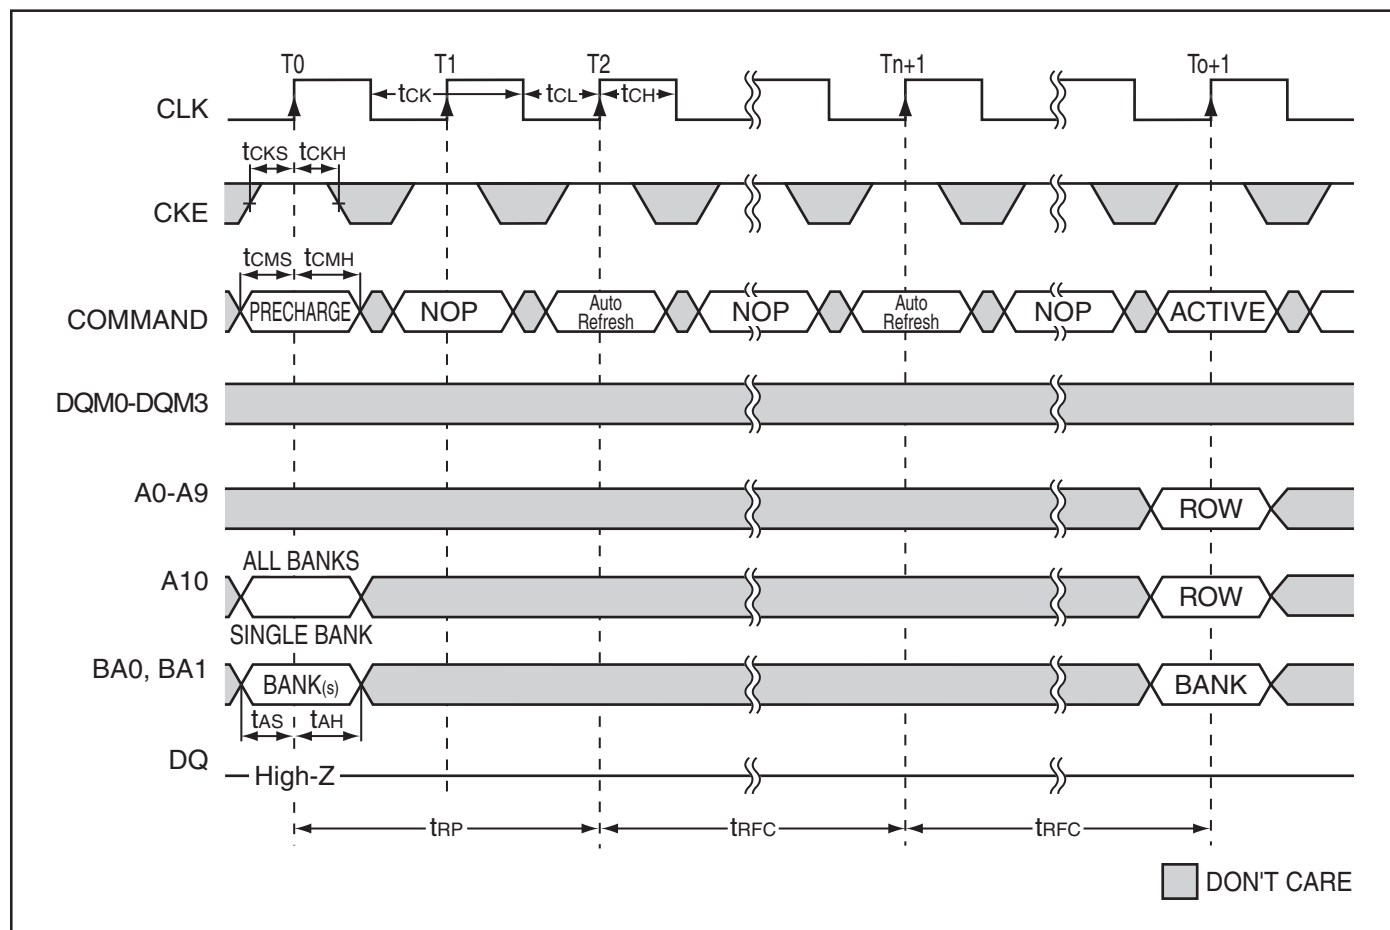 T0 T1 T2 Tn+1 To+1
CLK tCK tCL tCH
tCKS tCKH
CKE
tCMS tCMH
COMMAND PRECHARGE NOP Auto Refresh NOP Auto Refresh NOP ACTIVE
DQM0-DQM3
A0-A9 ROW
ALL BANKS
A10 ROW
SINGLE BANK
BA0, BA1 BANK(s) BANK
tAS tAH
DQ High-Z
tRP tRFC tRFC
DON'T CARE